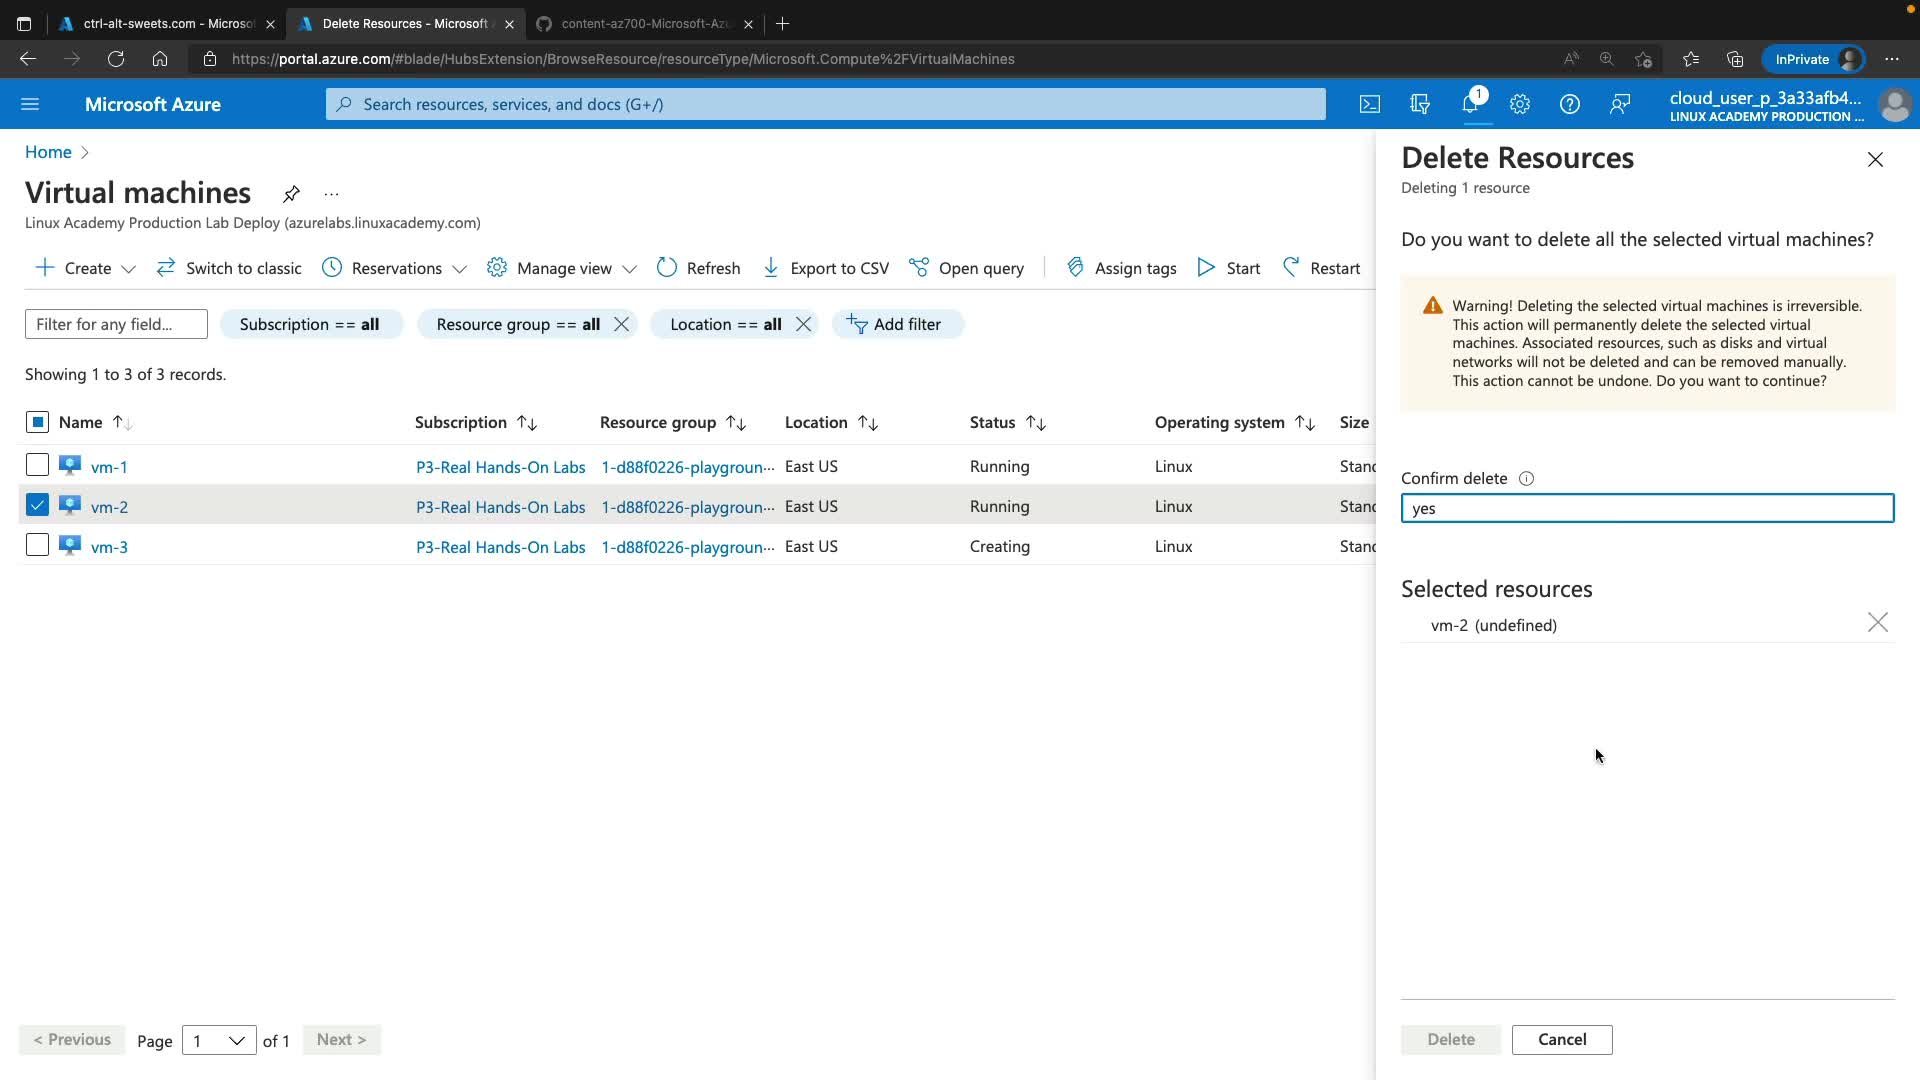 ctrl-alt-sweets.com - Microso
Delete Resources - Microsoft A
content-az700-Microsoft-Azu
https://portal.azure.com/#blade/HubsExtension/BrowseResource/resourceType/Microsoft.Compute%2FVirtualMachines
InPrivate
Microsoft Azure
Search resources, services, and docs (G+/)
1
cloud_user_p_3a33afb4...
LINUX ACADEMY PRODUCTION ...
Home >
Virtual machines
...
Linux Academy Production Lab Deploy (azurelabs.linuxacademy.com)
Create
Switch to classic
Reservations
Manage view
Refresh
Export to CSV
Open query
Assign tags
Start
Restart
Filter for any field...
Subscription == all
Resource group == all
Location == all
Add filter
Showing 1 to 3 of 3 records.
Name Subscription Resource group Location Status Operating system Size
vm-1 P3-Real Hands-On Labs 1-d88f0226-playgroun... East US Running Linux Stand
vm-2 P3-Real Hands-On Labs 1-d88f0226-playgroun... East US Running Linux Stand
vm-3 P3-Real Hands-On Labs 1-d88f0226-playgroun... East US Creating Linux Stand
< Previous Page 1 of 1 Next >
Delete Resources
Deleting 1 resource
Do you want to delete all the selected virtual machines?
Warning! Deleting the selected virtual machines is irreversible.
This action will permanently delete the selected virtual
machines. Associated resources, such as disks and virtual
networks will not be deleted and can be removed manually.
This action cannot be undone. Do you want to continue?
Confirm delete
yes
Selected resources
vm-2 (undefined)
Delete
Cancel